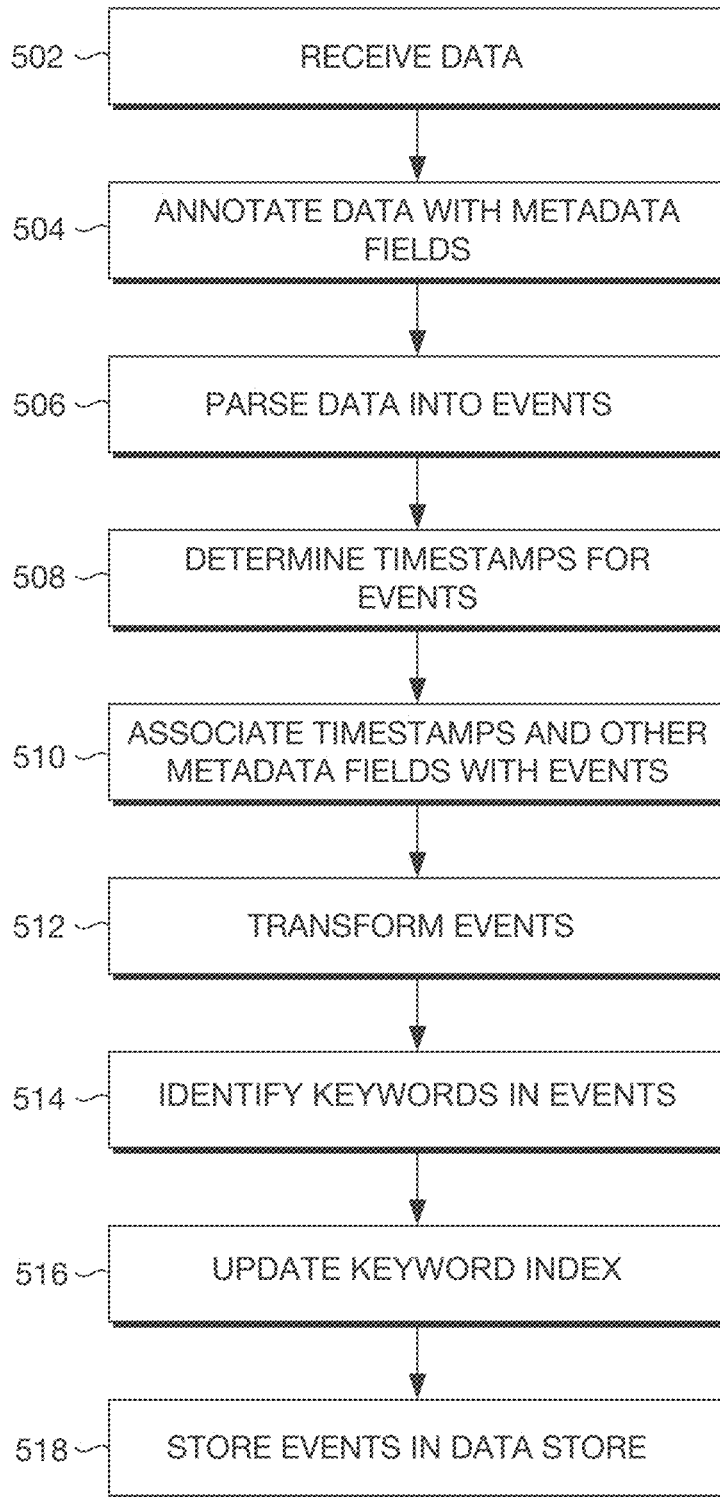 502
RECEIVE DATA
504
ANNOTATE DATA WITH METADATA
FIELDS
506
PARSE DATA INTO EVENTS
508
DETERMINE TIMESTAMPS FOR
EVENTS
510
ASSOCIATE TIMESTAMPS AND OTHER
METADATA FIELDS WITH EVENTS
512
TRANSFORM EVENTS
514
IDENTIFY KEYWORDS IN EVENTS
516
UPDATE KEYWORD INDEX
518
STORE EVENTS IN DATA STORE